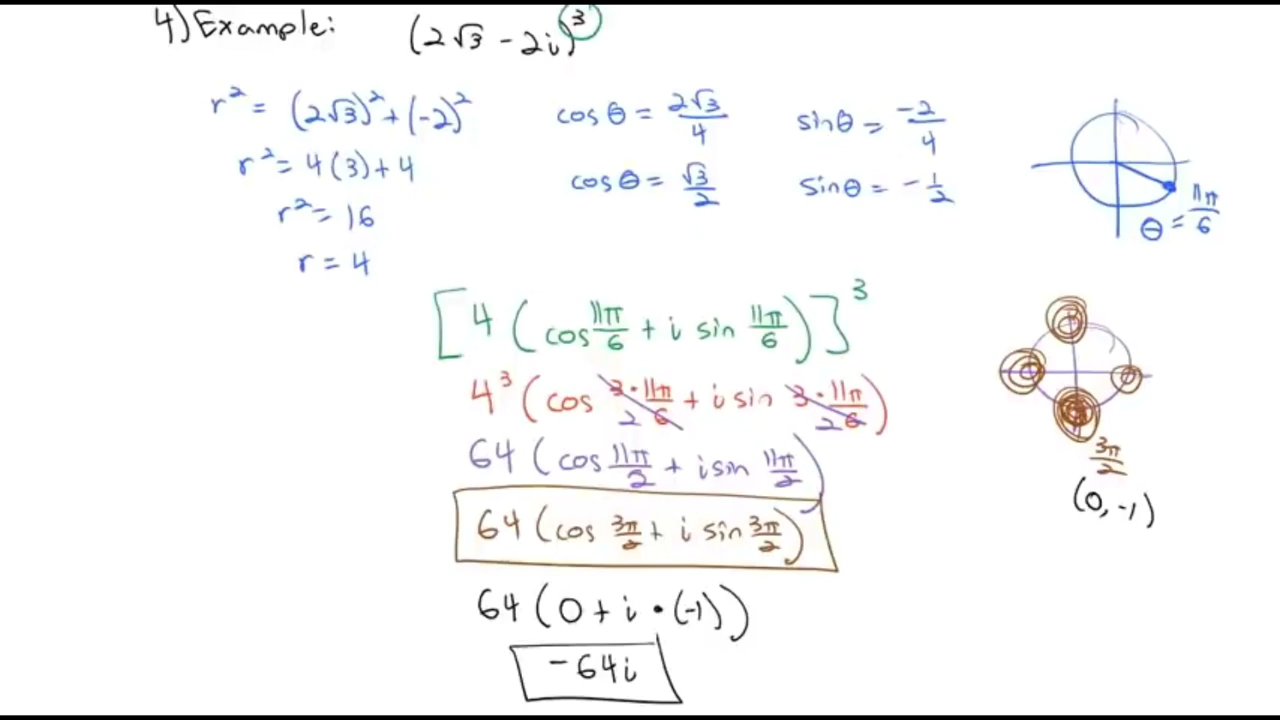 4) Example: (2√3 - 2i)³
r² = (2√3)² + (-2)²
r² = 4(3) + 4
r² = 16
r = 4
cos θ = 2√3/4
cos θ = √3/2
sin θ = -2/4
sin θ = -1/2
θ = 11π/6
[4 (cos 11π/6 + i sin 11π/6)]³
4³ (cos 3·11π/6 2 + i sin 3·11π/6 2)
64 (cos 11π/2 + i sin 11π/2)
64 (cos 3π/2 + i sin 3π/2)
64 (0 + i · (-1))
-64i
3π/2
(0, -1)